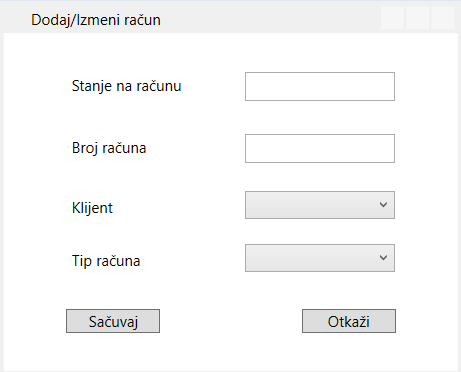 Dodaj/Izmeni račun
Stanje na računu
Broj računa
Klijent
Tip računa
Sačuvaj
Otkaži